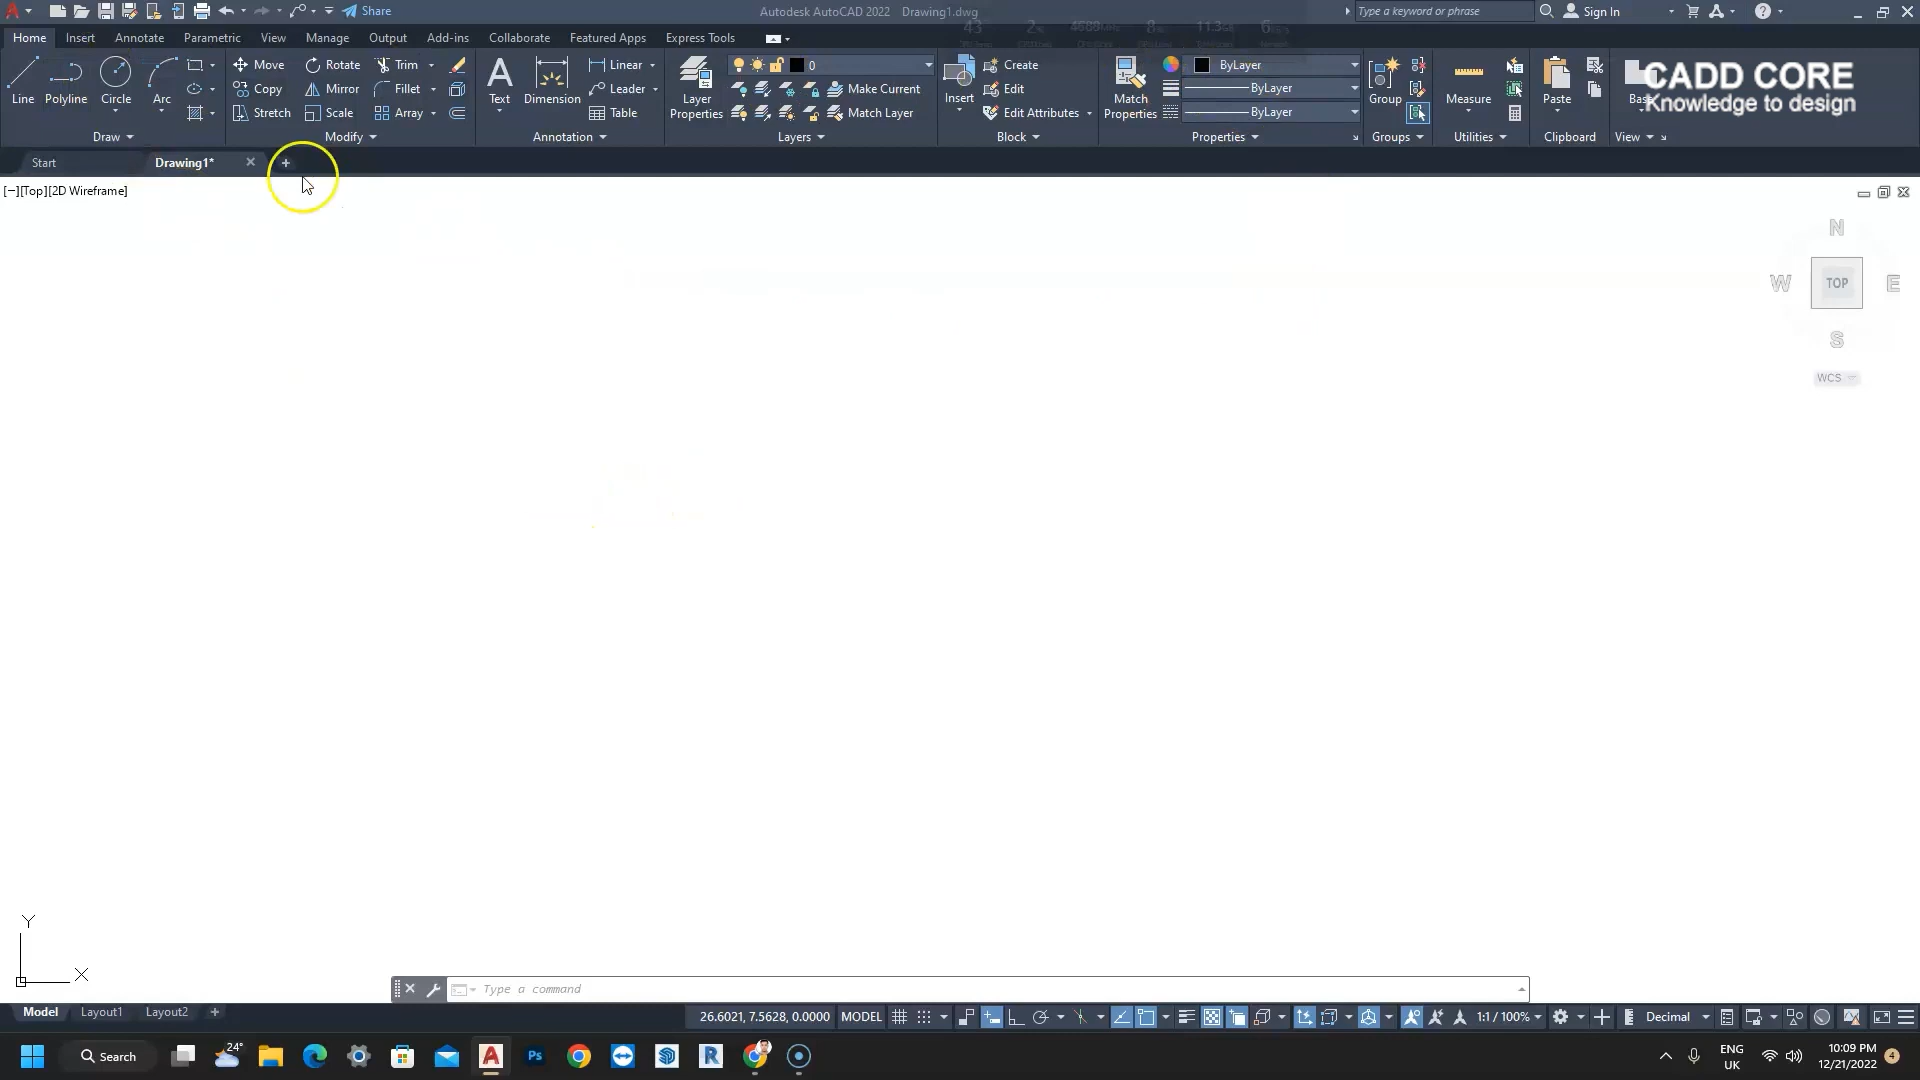 Share
Autodesk AutoCAD 2022 Drawing1.dwg
Type a keyword or phrase
Sign In
Home Insert Annotate Parametric View Manage Output Add-ins Collaborate Featured Apps Express Tools
Line
Polyline
Circle
Arc
Draw
Move Rotate Trim
Copy Mirror Fillet
Stretch Scale Array
Modify
Text
Dimension
Linear
Leader
Table
Annotation
Layer
Properties
0
Make Current
Match Layer
Layers
Insert
Create
Edit
Edit Attributes
Block
Match
Properties
ByLayer
ByLayer
ByLayer
Properties
Group
Groups
Measure
Utilities
Paste
Clipboard
View
CADD CORE
Knowledge to design
Start
Drawing1*
[−][Top][2D Wireframe]
N
W TOP E
S
WCS
Y
X
Type a command
Model Layout1 Layout2
26.6021, 7.5628, 0.0000 MODEL
1:1 / 100%
Decimal
Search
24°
Ps
R
ENG
UK
10:09 PM
12/21/2022
4